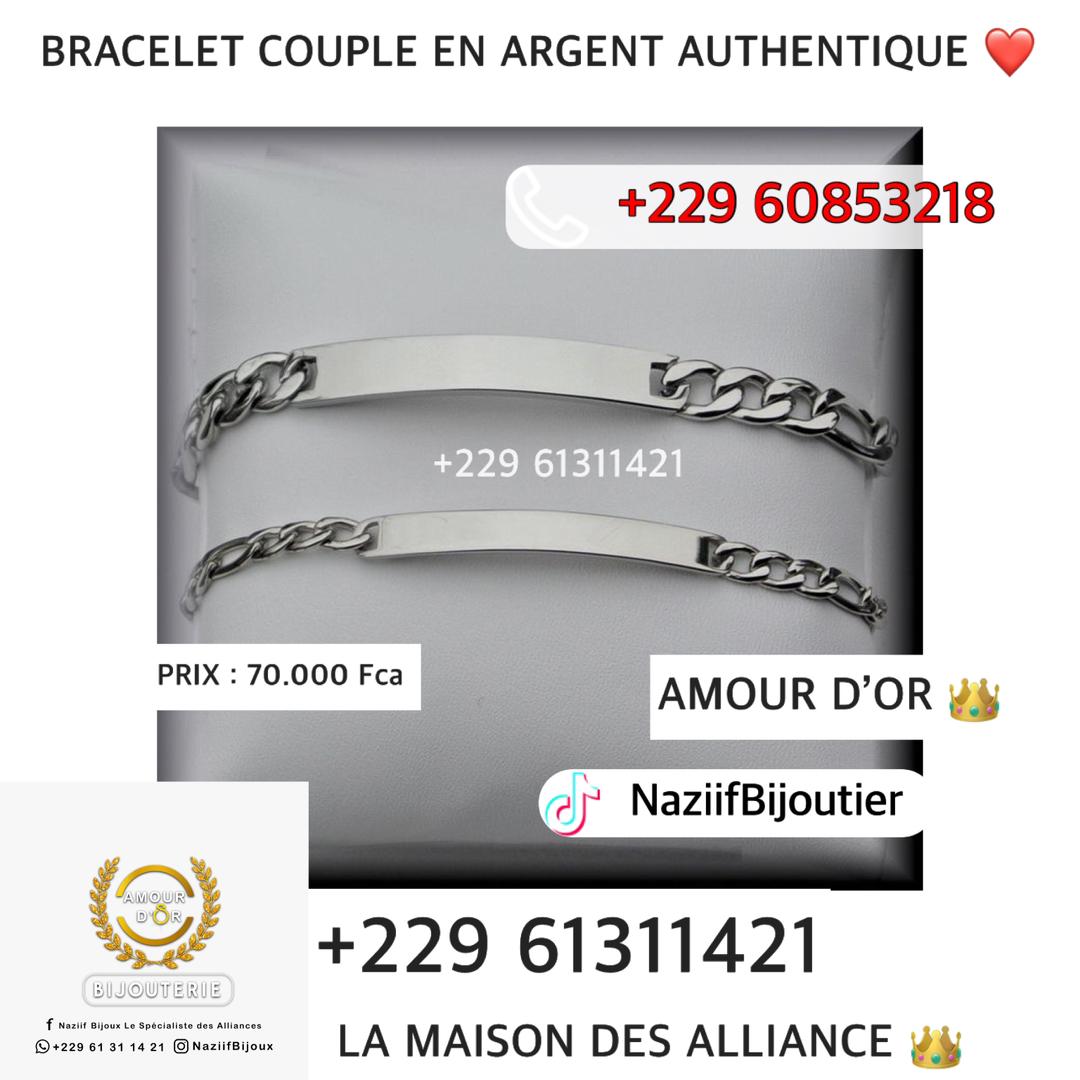 BRACELET COUPLE EN ARGENT AUTHENTIQUE ❤️
+229 60853218
+229 61311421
PRIX : 70.000 Fca
AMOUR D’OR 👑
NaziifBijoutier
AMOUR
D'OR
BIJOUTERIE
Naziif Bijoux Le Spécialiste des Alliances
+229 61 31 14 21 NaziifBijoux
+229 61311421
LA MAISON DES ALLIANCE 👑